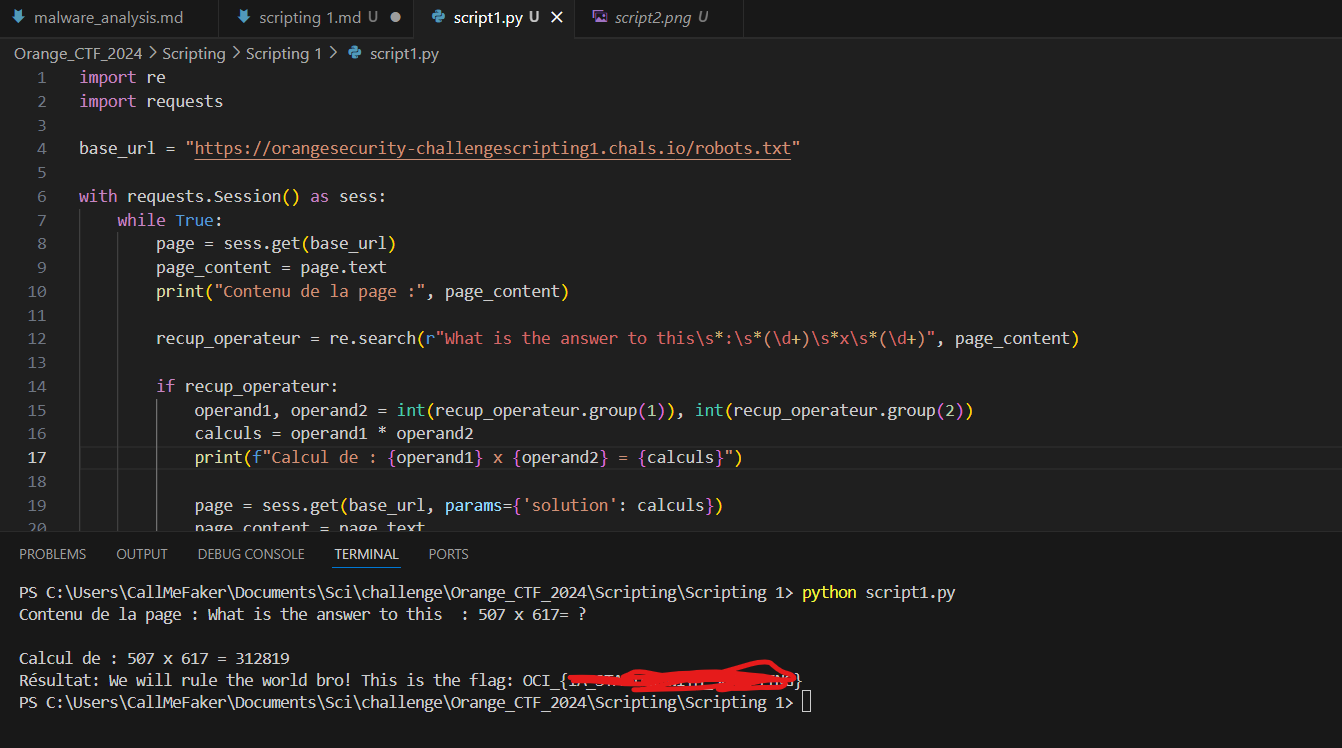 malware_analysis.md scripting 1.md U script1.py U script2.png U
Orange_CTF_2024 > Scripting > Scripting 1 > script1.py
1 import re
2 import requests
3
4 base_url = "https://orangesecurity-challengescripting1.chals.io/robots.txt"
5
6 with requests.Session() as sess:
7 while True:
8 page = sess.get(base_url)
9 page_content = page.text
10 print("Contenu de la page :", page_content)
11
12 recup_operateur = re.search(r"What is the answer to this\s*:\s*(\d+)\s*x\s*(\d+)", page_content)
13
14 if recup_operateur:
15 operand1, operand2 = int(recup_operateur.group(1)), int(recup_operateur.group(2))
16 calculs = operand1 * operand2
17 print(f"Calcul de : {operand1} x {operand2} = {calculs}")
18
19 page = sess.get(base_url, params={'solution': calculs})
20 page_content = page.text
PROBLEMS OUTPUT DEBUG CONSOLE TERMINAL PORTS
PS C:\Users\CallMeFaker\Documents\Sci\challenge\Orange_CTF_2024\Scripting\Scripting 1> python script1.py
Contenu de la page : What is the answer to this  : 507 x 617= ?
Calcul de : 507 x 617 = 312819
Résultat: We will rule the world bro! This is the flag: OCI_{ }
PS C:\Users\CallMeFaker\Documents\Sci\challenge\Orange_CTF_2024\Scripting\Scripting 1>